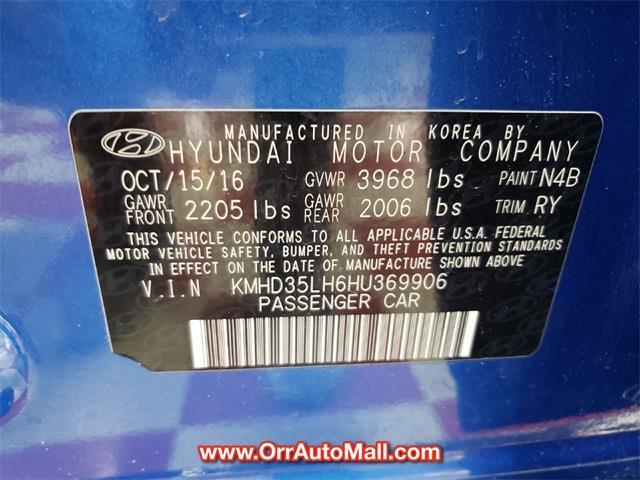 MANUFACTURED IN KOREA BY
HYUNDAI MOTOR COMPANY
OCT/15/16 GVWR 3968 lbs PAINT N4B
GAWR FRONT 2205 lbs GAWR REAR 2006 lbs TRIM RY
THIS VEHICLE CONFORMS TO ALL APPLICABLE U.S.A. FEDERAL
MOTOR VEHICLE SAFETY, BUMPER, AND THEFT PREVENTION STANDARDS
IN EFFECT ON THE DATE OF MANUFACTURE SHOWN ABOVE.
V.I.N KMHD35LH6HU369906
PASSENGER CAR
www.OrrAutoMall.com